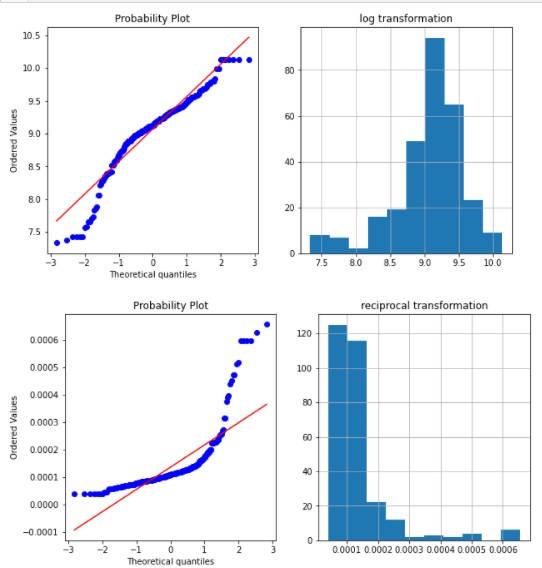 Probability Plot
10.5
10.0
9.5
9.0
8.5
8.0
7.5
Ordered Values
−3 −2 −1 0 1 2 3
Theoretical quantiles
log transformation
80
60
40
20
0
7.5 8.0 8.5 9.0 9.5 10.0
Probability Plot
0.0006
0.0005
0.0004
0.0003
0.0002
0.0001
0.0000
−0.0001
Ordered Values
−3 −2 −1 0 1 2 3
Theoretical quantiles
reciprocal transformation
120
100
80
60
40
20
0
0.0001 0.0002 0.0003 0.0004 0.0005 0.0006